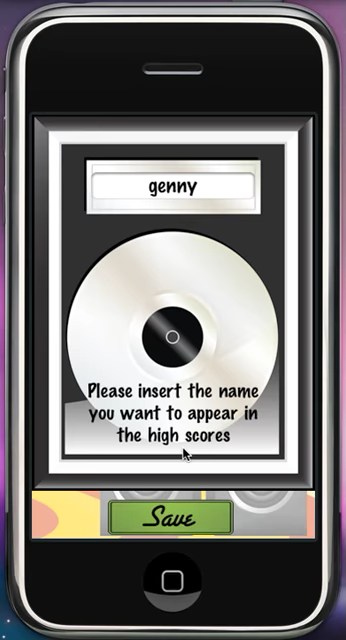 genny
Please insert the name
you want to appear in
the high scores
Save